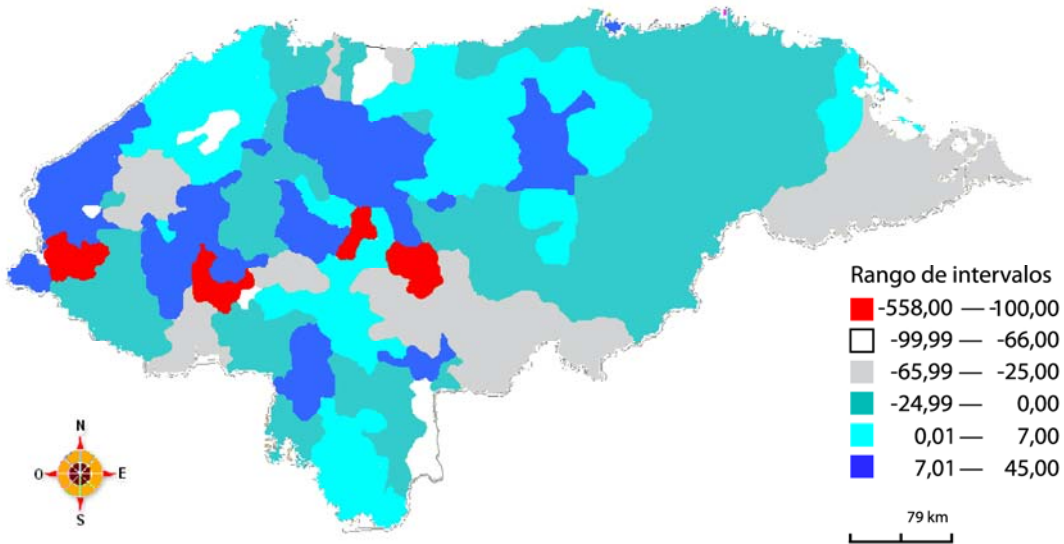 Rango de intervalos
-558,00 — -100,00
-99,99 — -66,00
-65,99 — -25,00
-24,99 — 0,00
0,01 — 7,00
7,01 — 45,00
N
O E
S
79 km